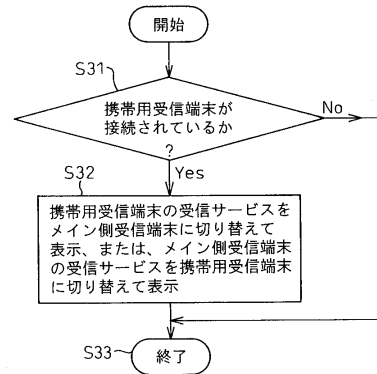 開始
S31
携帯用受信端末が
接続されているか
?
No
Yes
S32
携帯用受信端末の受信サービスを
メイン側受信端末に切り替えて
表示、または、メイン側受信端末
の受信サービスを携帯用受信端末
に切り替えて表示
S33
終了